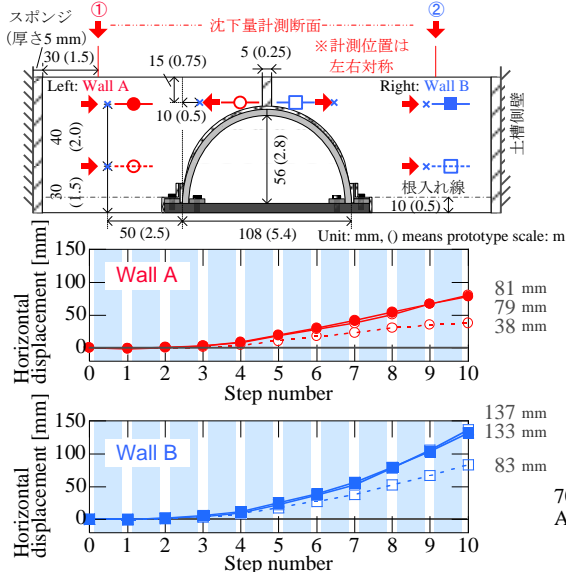 スポンジ
(厚さ5 mm)
① 沈下量計測断面 ②
※計測位置は
左右対称
30 (1.5)
15 (0.75)
5 (0.25)
Left: Wall A
Right: Wall B
10 (0.5)
40
(2.0)
56 (2.8)
土槽側壁
30
(1.5)
根入れ線
10 (0.5)
50 (2.5)
108 (5.4)
Unit: mm, () means prototype scale: m
Horizontal
displacement [mm]
150
100
50
0
Wall A
81 mm
79 mm
38 mm
0 1 2 3 4 5 6 7 8 9 10
Step number
Horizontal
displacement [mm]
150
100
50
0
Wall B
137 mm
133 mm
83 mm
0 1 2 3 4 5 6 7 8 9 10
Step number
70
A